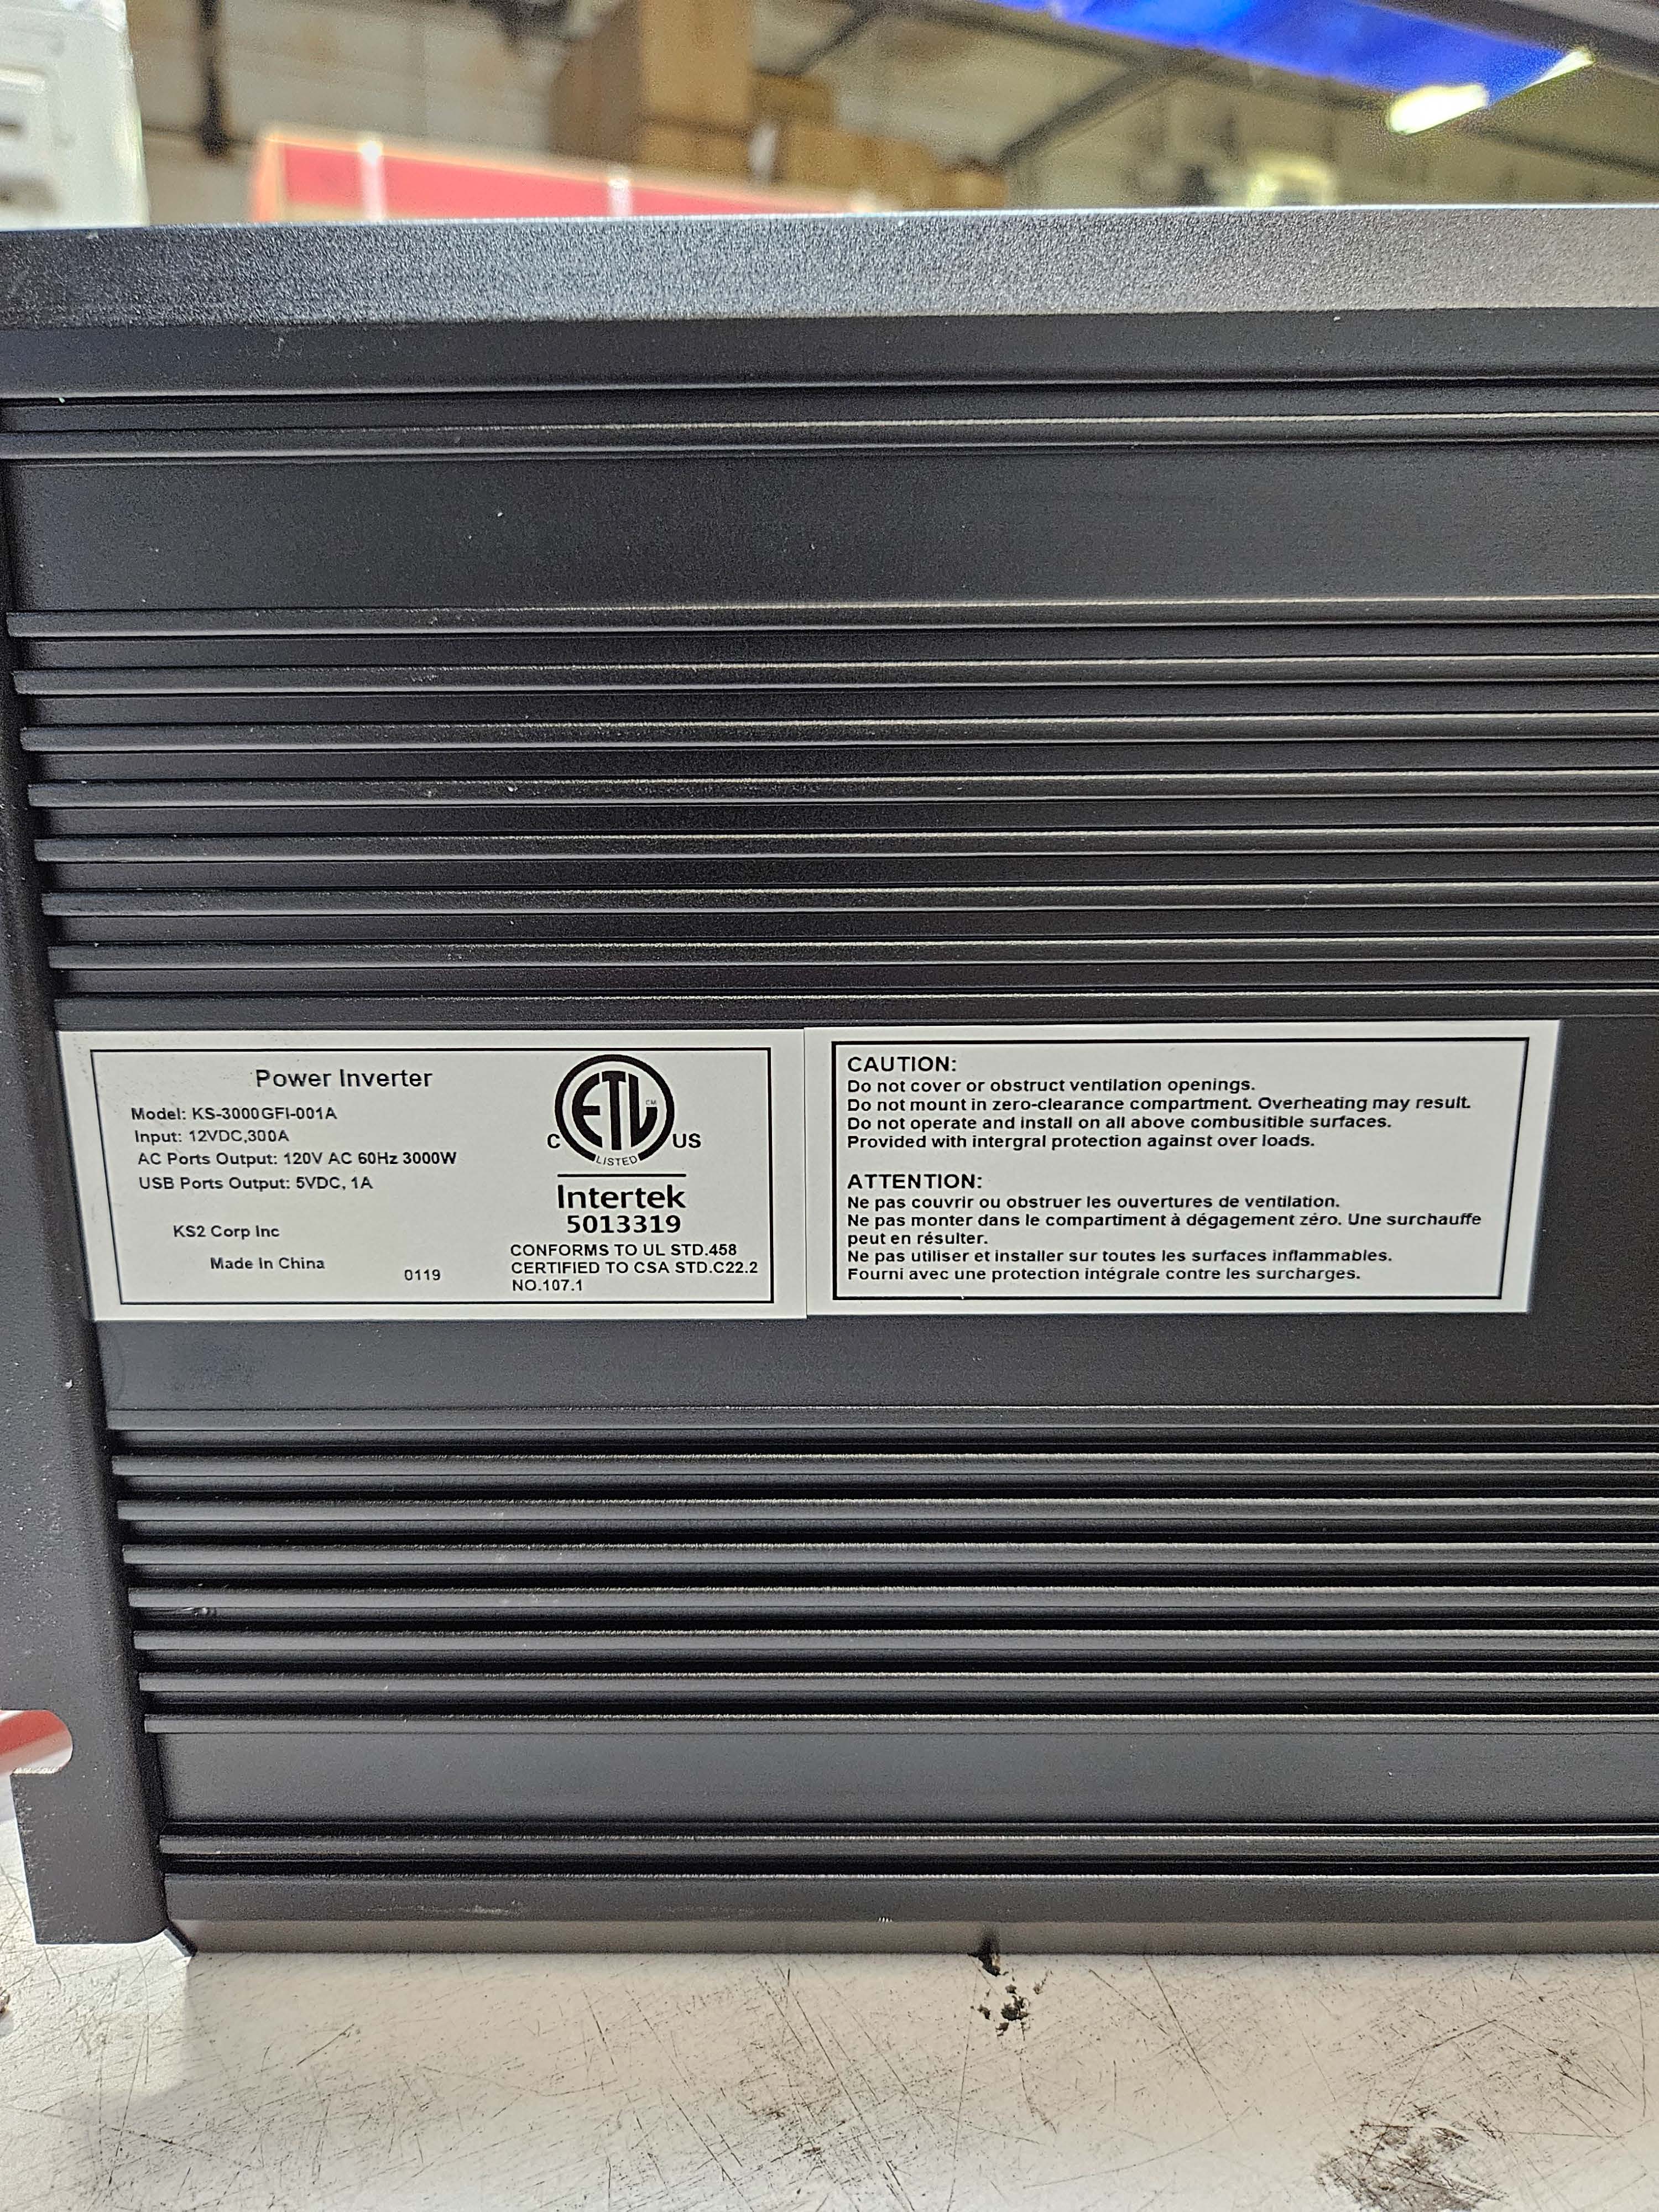 Power Inverter
Model: KS-3000GFI-001A
Input: 12VDC,300A
AC Ports Output: 120V AC 60Hz 3000W
USB Ports Output: 5VDC, 1A
KS2 Corp Inc
Made In China
0119
ETL CM
C US
LISTED
Intertek
5013319
CONFORMS TO UL STD.458
CERTIFIED TO CSA STD.C22.2
NO.107.1
CAUTION:
Do not cover or obstruct ventilation openings.
Do not mount in zero-clearance compartment. Overheating may result.
Do not operate and install on all above combusitible surfaces.
Provided with intergral protection against over loads.
ATTENTION:
Ne pas couvrir ou obstruer les ouvertures de ventilation.
Ne pas monter dans le compartiment à dégagement zéro. Une surchauffe
peut en résulter.
Ne pas utiliser et installer sur toutes les surfaces inflammables.
Fourni avec une protection intégrale contre les surcharges.